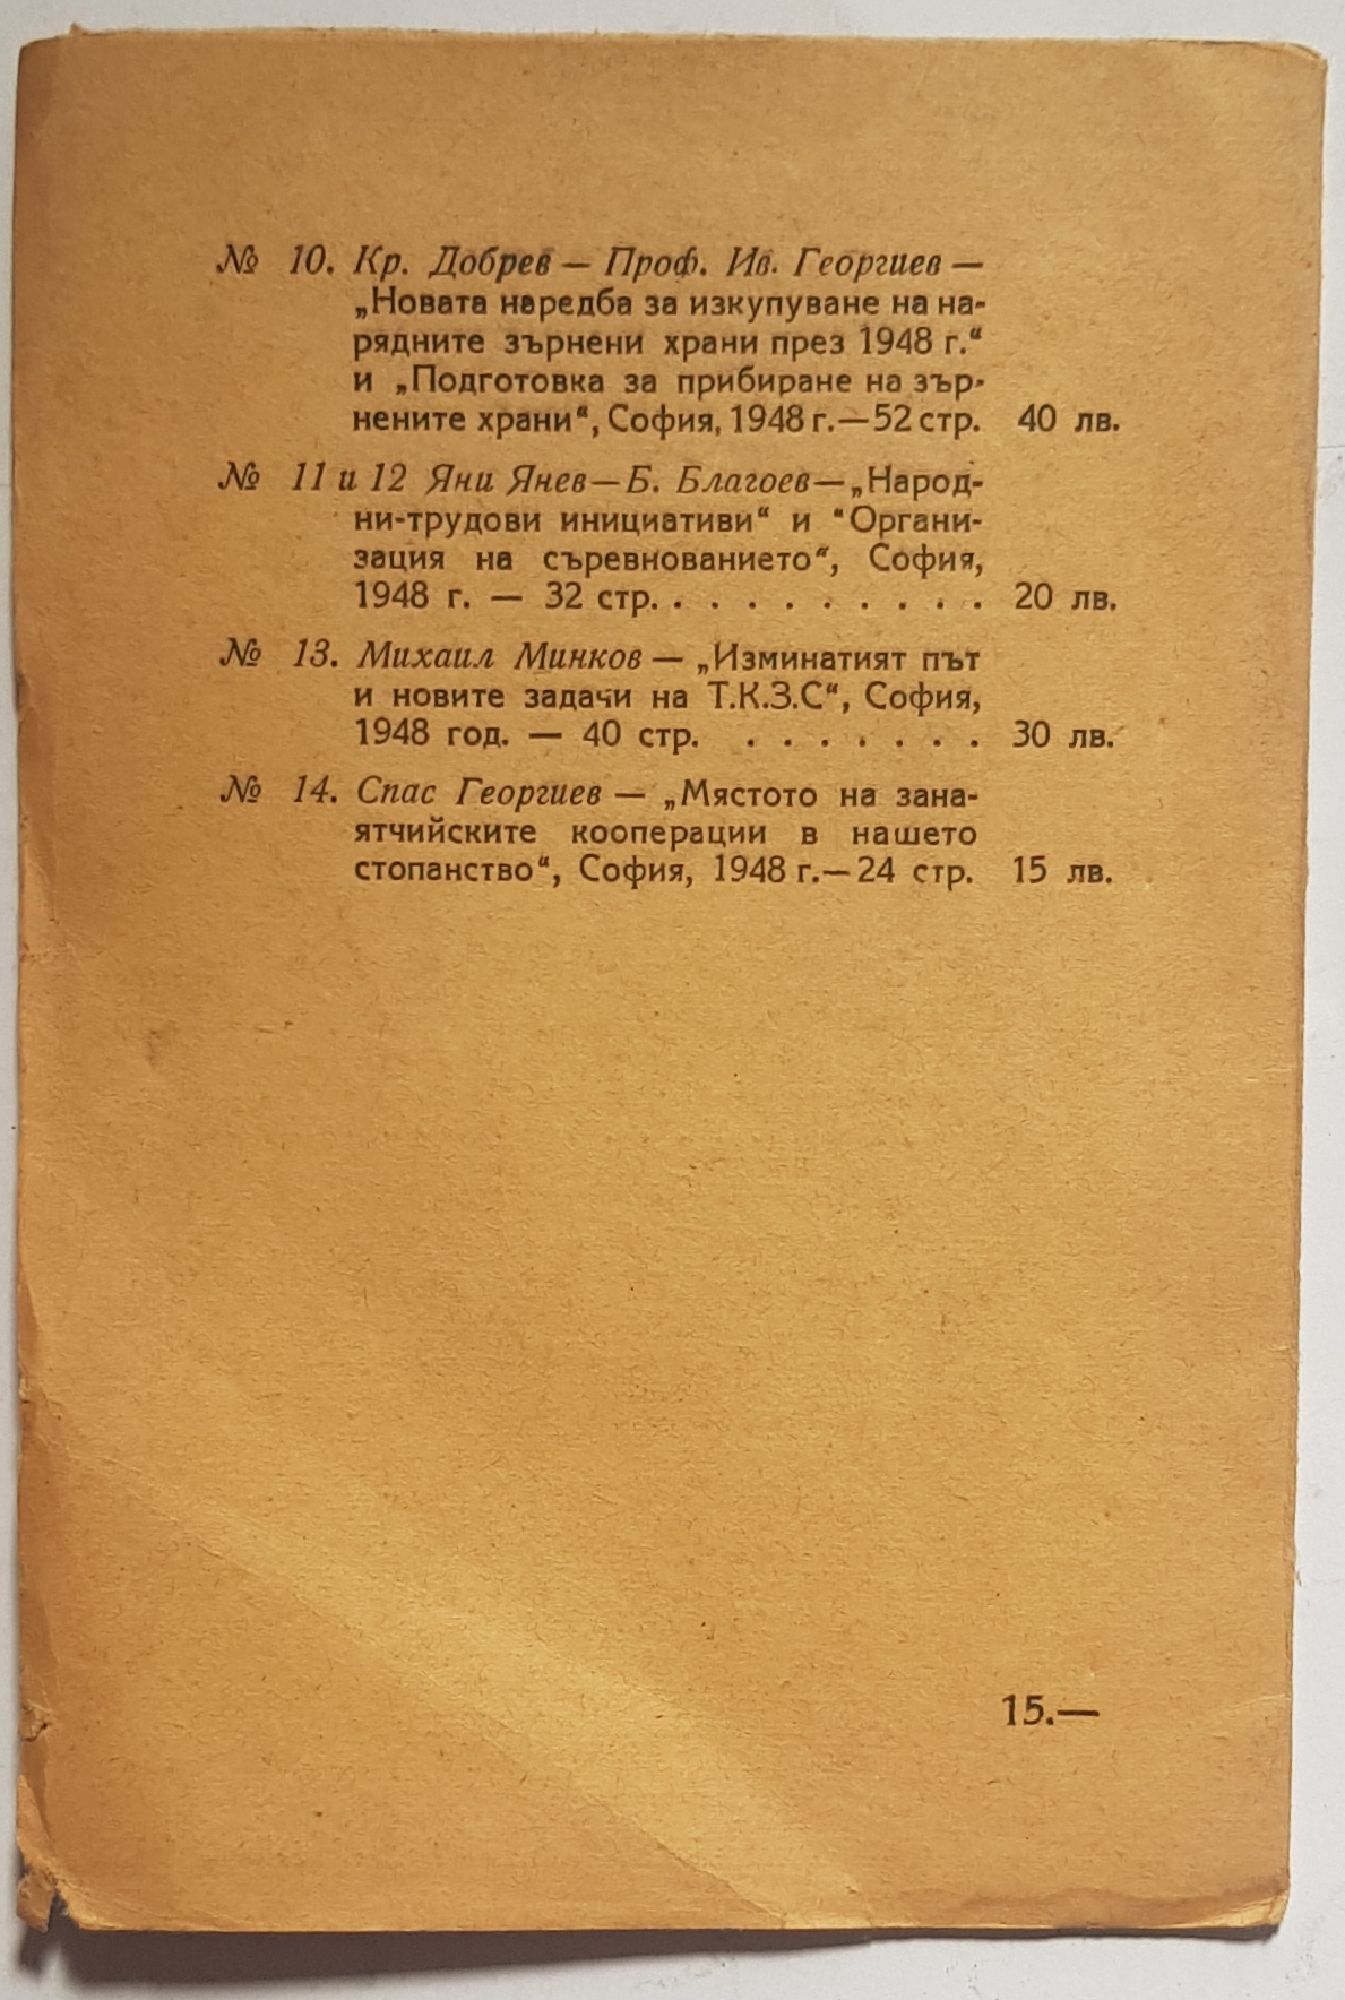 № 10. Кр. Добрев — Проф. Ив. Георгиев —
„Новата наредба за изкупуване на на-
рядните зърнени храни през 1948 г.“
и „Подготовка за прибиране на зър-
нените храни“, София, 1948 г.—52 стр. 40 лв.
№ 11 и 12 Яни Янев—Б. Благоев—„Народ-
ни-трудови инициативи“ и "Органи-
зация на съревнованието“, София,
1948 г. — 32 стр. . . . . . . . . . . 20 лв.
№ 13. Михаил Минков — „Изминатият път
и новите задачи на Т.К.З.С“, София,
1948 год. — 40 стр. . . . . . . . 30 лв.
№ 14. Спас Георгиев — „Мястото на зана-
ятчийските кооперации в нашето
стопанство“, София, 1948 г.—24 стр. 15 лв.
15.—